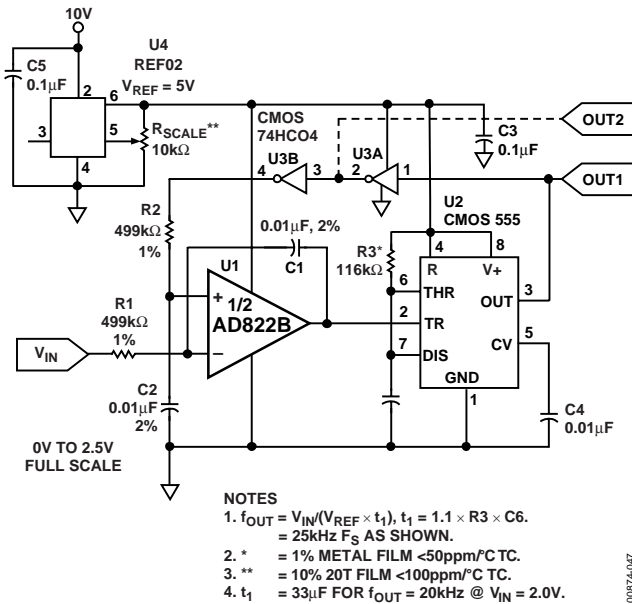 10V
C5
0.1μF
U4
REF02
VREF = 5V
2
6
3
5
4
RSCALE**
10kΩ
CMOS
74HCO4
U3B
4
3
U3A
2
1
C3
0.1μF
OUT2
OUT1
R2
499kΩ
1%
0.01μF, 2%
C1
U1
1/2
AD822B
+
–
R1
499kΩ
1%
VIN
C2
0.01μF
2%
0V TO 2.5V
FULL SCALE
R3*
116kΩ
U2
CMOS 555
4
8
R
V+
6
THR
OUT
3
2
TR
5
CV
7
DIS
GND
1
C4
0.01μF
NOTES
1. fOUT = VIN/(VREF × t1), t1 = 1.1 × R3 × C6.
= 25kHz FS AS SHOWN.
2. * = 1% METAL FILM <50ppm/°C TC.
3. ** = 10% 20T FILM <100ppm/°C TC.
4. t1 = 33μF FOR fOUT = 20kHz @ VIN = 2.0V.
00874-047